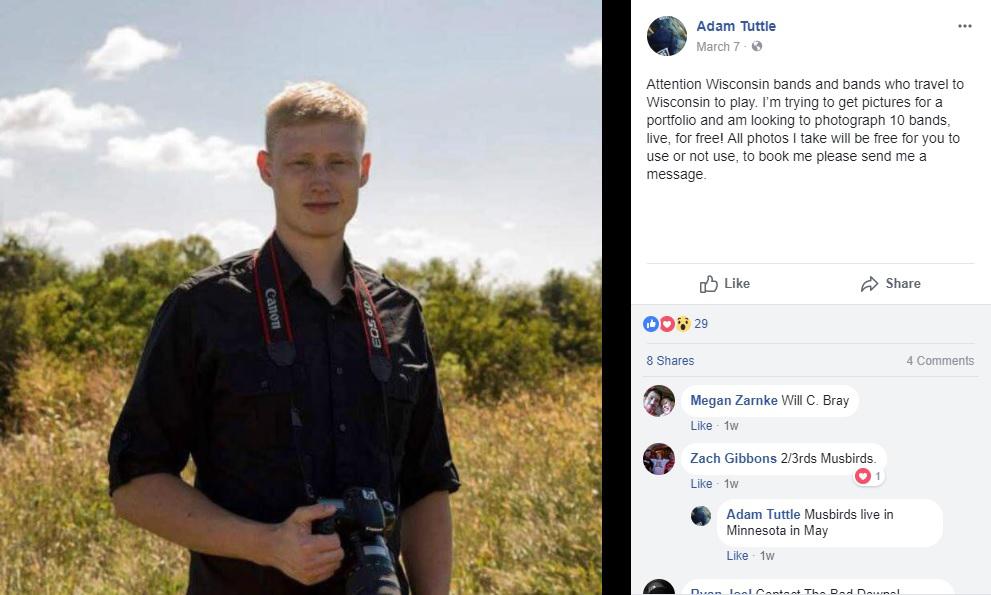 Canon
EOS 6D
Adam Tuttle
March 7
Attention Wisconsin bands and bands who travel to
Wisconsin to play. I'm trying to get pictures for a
portfolio and am looking to photograph 10 bands,
live, for free! All photos I take will be free for you to
use or not use, to book me please send me a
message.
Like Share
29
8 Shares 4 Comments
Megan Zarnke Will C. Bray
Like · 1w
Zach Gibbons 2/3rds Musbirds.
1
Like · 1w
Adam Tuttle Musbirds live in
Minnesota in May
Like · 1w
Contact The Bad